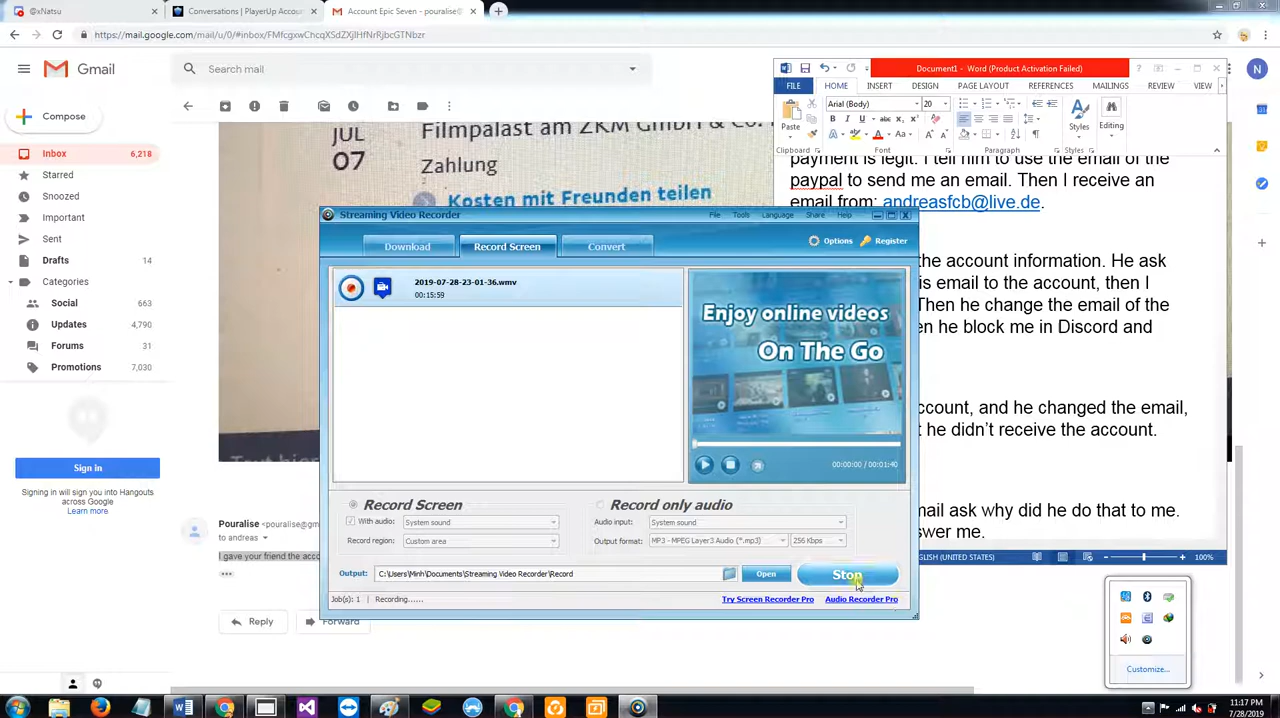 @xNatsu
Conversations | PlayerUp Accou
Account Epic Seven - pouralise@
https://mail.google.com/mail/u/0/#inbox/FMfcgxwChcqXSdZXjlHfNrRjbcGTNbzr
Gmail
Search mail
N
Compose
Inbox 6,218
Starred
Snoozed
Important
Sent
Drafts 14
Categories
Social 663
Updates 4,790
Forums 31
Promotions 7,030
Sign in
Signing in will sign you into Hangouts
across Google
Learn more
JUL
07
Filmpalast am ZKM GmbH & Co.
Zahlung
Kosten mit Freunden teilen
Pouralise <pouralise@gm
to andreas
I gave your friend the acco
Reply
Forward
Document1 - Word (Product Activation Failed)
FILE HOME INSERT DESIGN PAGE LAYOUT REFERENCES MAILINGS REVIEW VIEW
Arial (Body) 20
Paste
Styles
Editing
Clipboard Font Paragraph Styles
payment is legit. I tell him to use the email of the
paypal to send me an email. Then I receive an
email from: andreasfcb@live.de.
the account information. He ask
is email to the account, then I
Then he change the email of the
en he block me in Discord and
ccount, and he changed the email,
t he didn't receive the account.
mail ask why did he do that to me.
swer me.
GLISH (UNITED STATES) 100%
Streaming Video Recorder
File Tools Language Share Help
Download Record Screen Convert
Options Register
2019-07-28-23-01-36.wmv
00:15:59
Enjoy online videos
On The Go
00:00:00 / 00:01:40
Record Screen
With audio: System sound
Record region: Custom area
Record only audio
Audio input: System sound
Output format: MP3 - MPEG Layer3 Audio (*.mp3) 256 Kbps
Output: C:\Users\Minh\Documents\Streaming Video Recorder\Record
Open
Stop
Job(s): 1 | Recording......
Try Screen Recorder Pro Audio Recorder Pro
Customize...
11:17 PM
7/28/2019